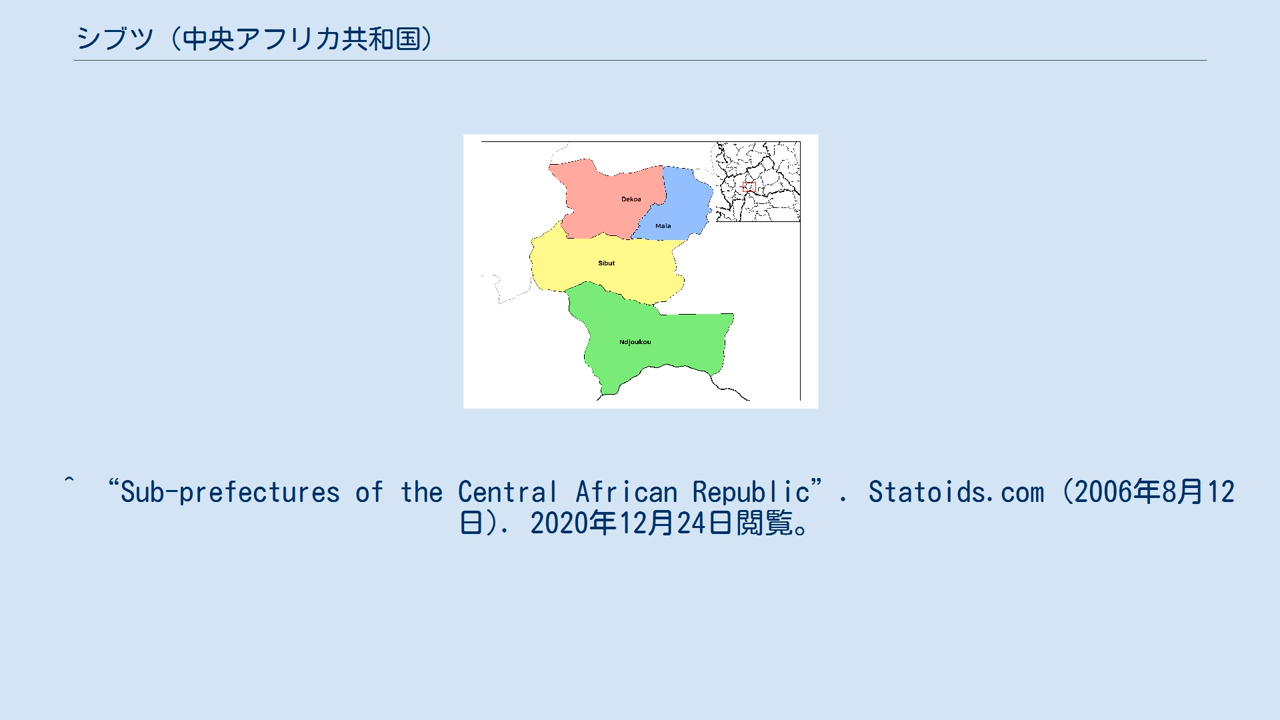 シブツ（中央アフリカ共和国）
Dekoa
Mala
Sibut
Ndjoukou
^ “Sub-prefectures of the Central African Republic”. Statoids.com (2006年8月12
日). 2020年12月24日閲覧。